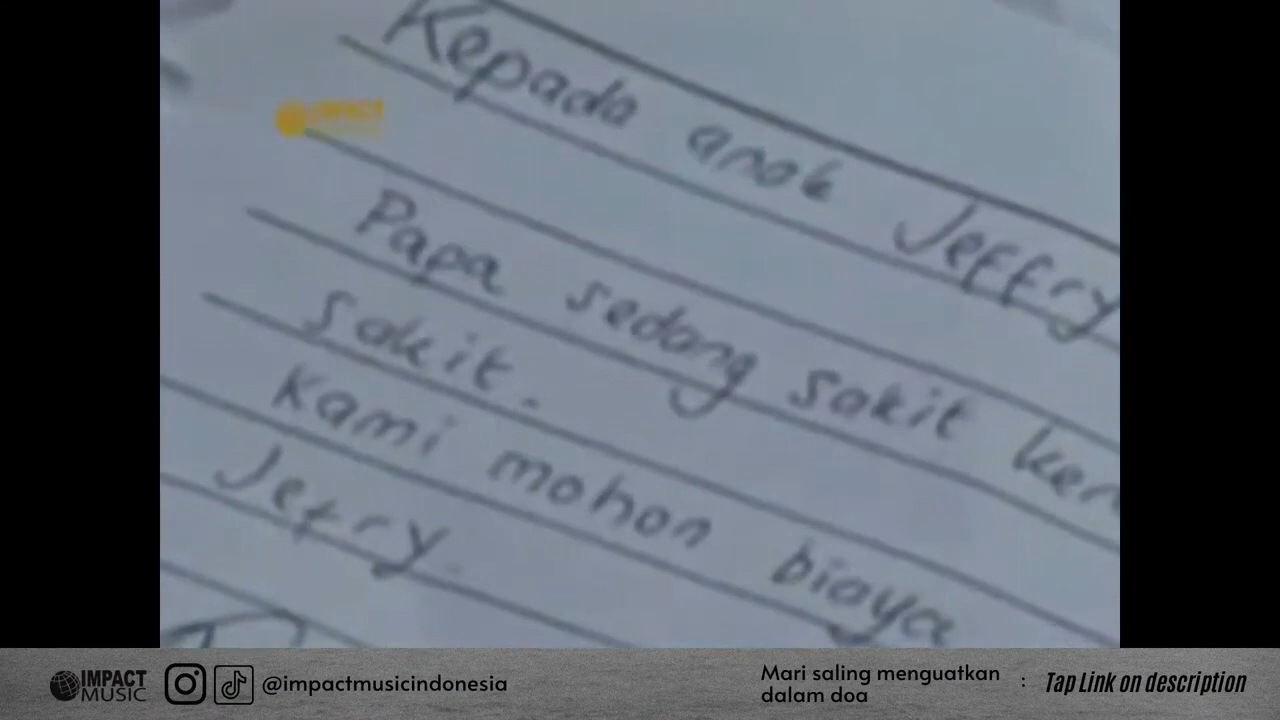 Kepada anak Jeffry
IMPACT
Papa sedang sakit
sakit.
Kami mohon biaya
Jefry
IMPACT
MUSIC
@impactmusicindonesia
Mari saling menguatkan
dalam doa
:
Tap Link on description